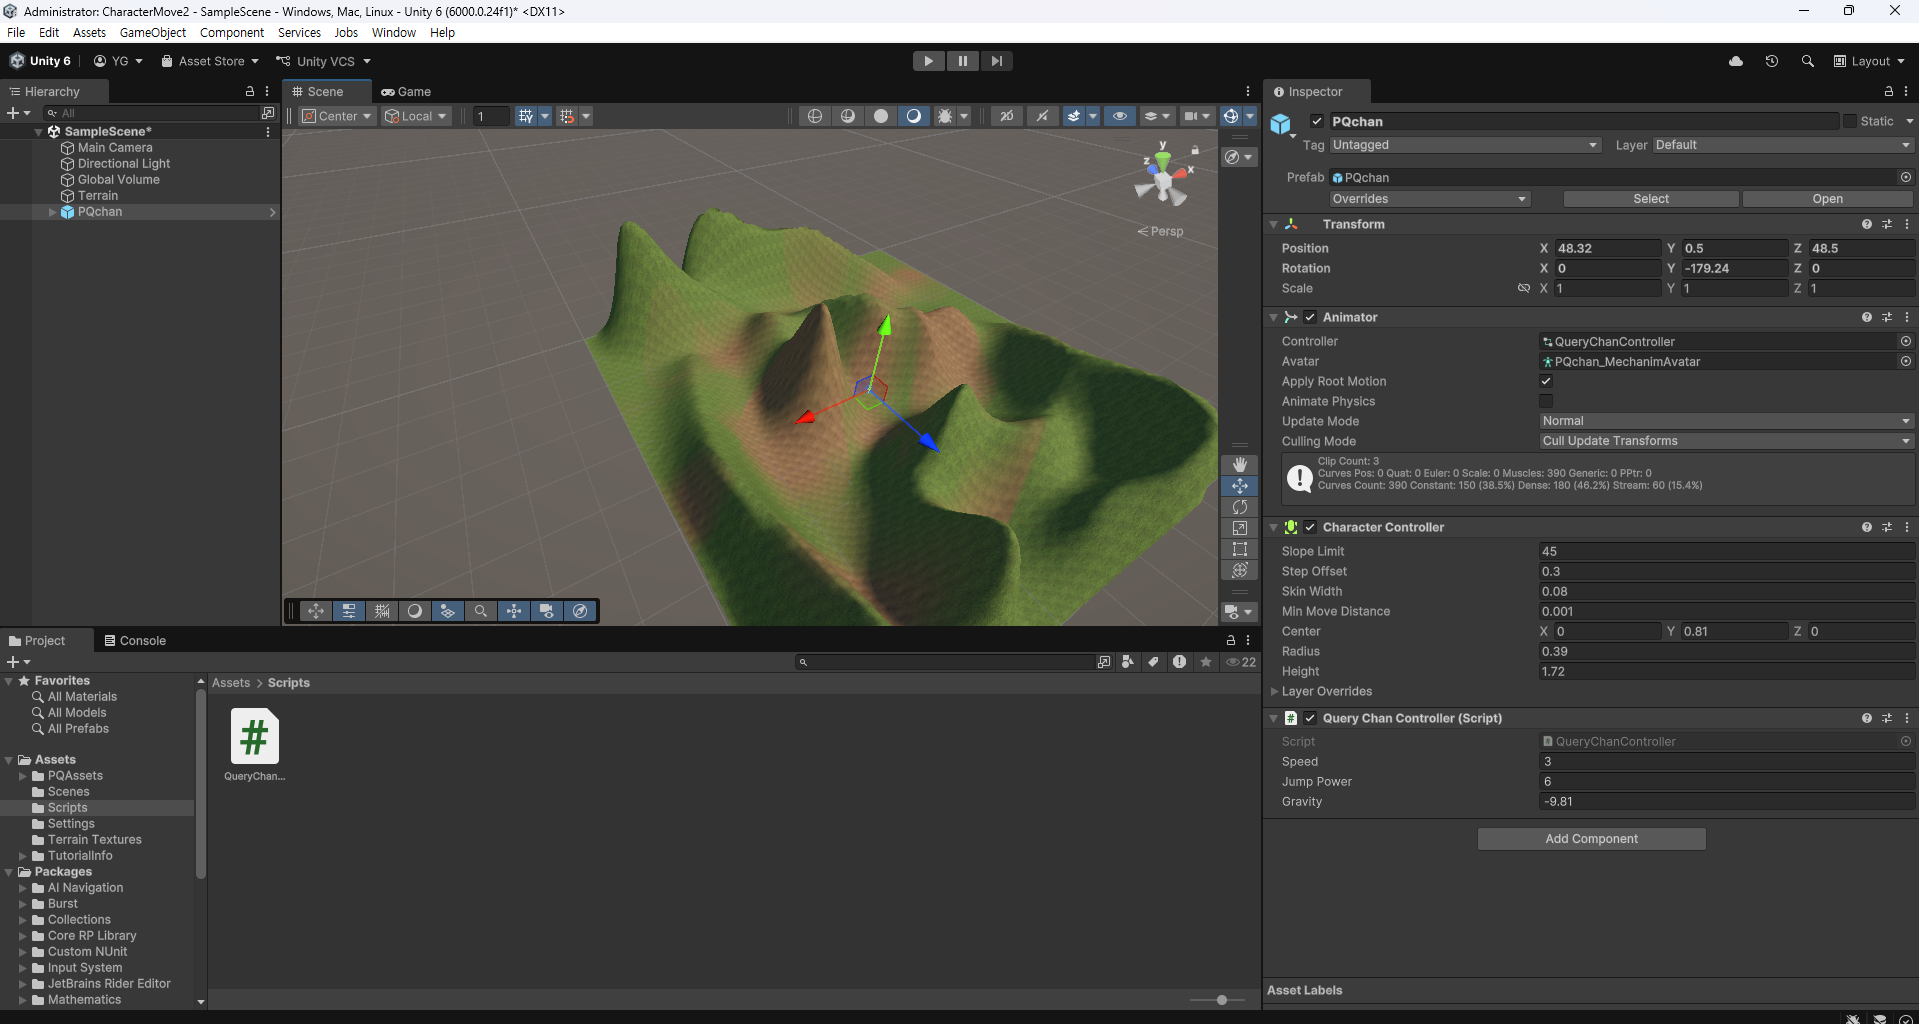 Administrator: CharacterMove2 - SampleScene - Windows, Mac, Linux - Unity 6 (6000.0.24f1)* <DX11>
File Edit Assets GameObject Component Services Jobs Window Help
Unity 6 YG Asset Store Unity VCS Layout
Hierarchy
All
SampleScene*
Main Camera
Directional Light
Global Volume
Terrain
PQchan
Scene Game
Center Local 1 2D
y
z
x
Persp
Inspector
PQchan Static
Tag Untagged Layer Default
Prefab PQchan
Overrides Select Open
Transform
Position X 48.32 Y 0.5 Z 48.5
Rotation X 0 Y -179.24 Z 0
Scale X 1 Y 1 Z 1
Animator
Controller QueryChanController
Avatar PQchan_MechanimAvatar
Apply Root Motion
Animate Physics
Update Mode Normal
Culling Mode Cull Update Transforms
Clip Count: 3
Curves Pos: 0 Quat: 0 Euler: 0 Scale: 0 Muscles: 390 Generic: 0 PPtr: 0
Curves Count: 390 Constant: 150 (38.5%) Dense: 180 (46.2%) Stream: 60 (15.4%)
Character Controller
Slope Limit 45
Step Offset 0.3
Skin Width 0.08
Min Move Distance 0.001
Center X 0 Y 0.81 Z 0
Radius 0.39
Height 1.72
Layer Overrides
# Query Chan Controller (Script)
Script QueryChanController
Speed 3
Jump Power 6
Gravity -9.81
Add Component
Asset Labels
Project Console
22
Favorites
All Materials
All Models
All Prefabs
Assets
PQAssets
Scenes
Scripts
Settings
Terrain Textures
TutorialInfo
Packages
AI Navigation
Burst
Collections
Core RP Library
Custom NUnit
Input System
JetBrains Rider Editor
Mathematics
Assets > Scripts
#
QueryChan...